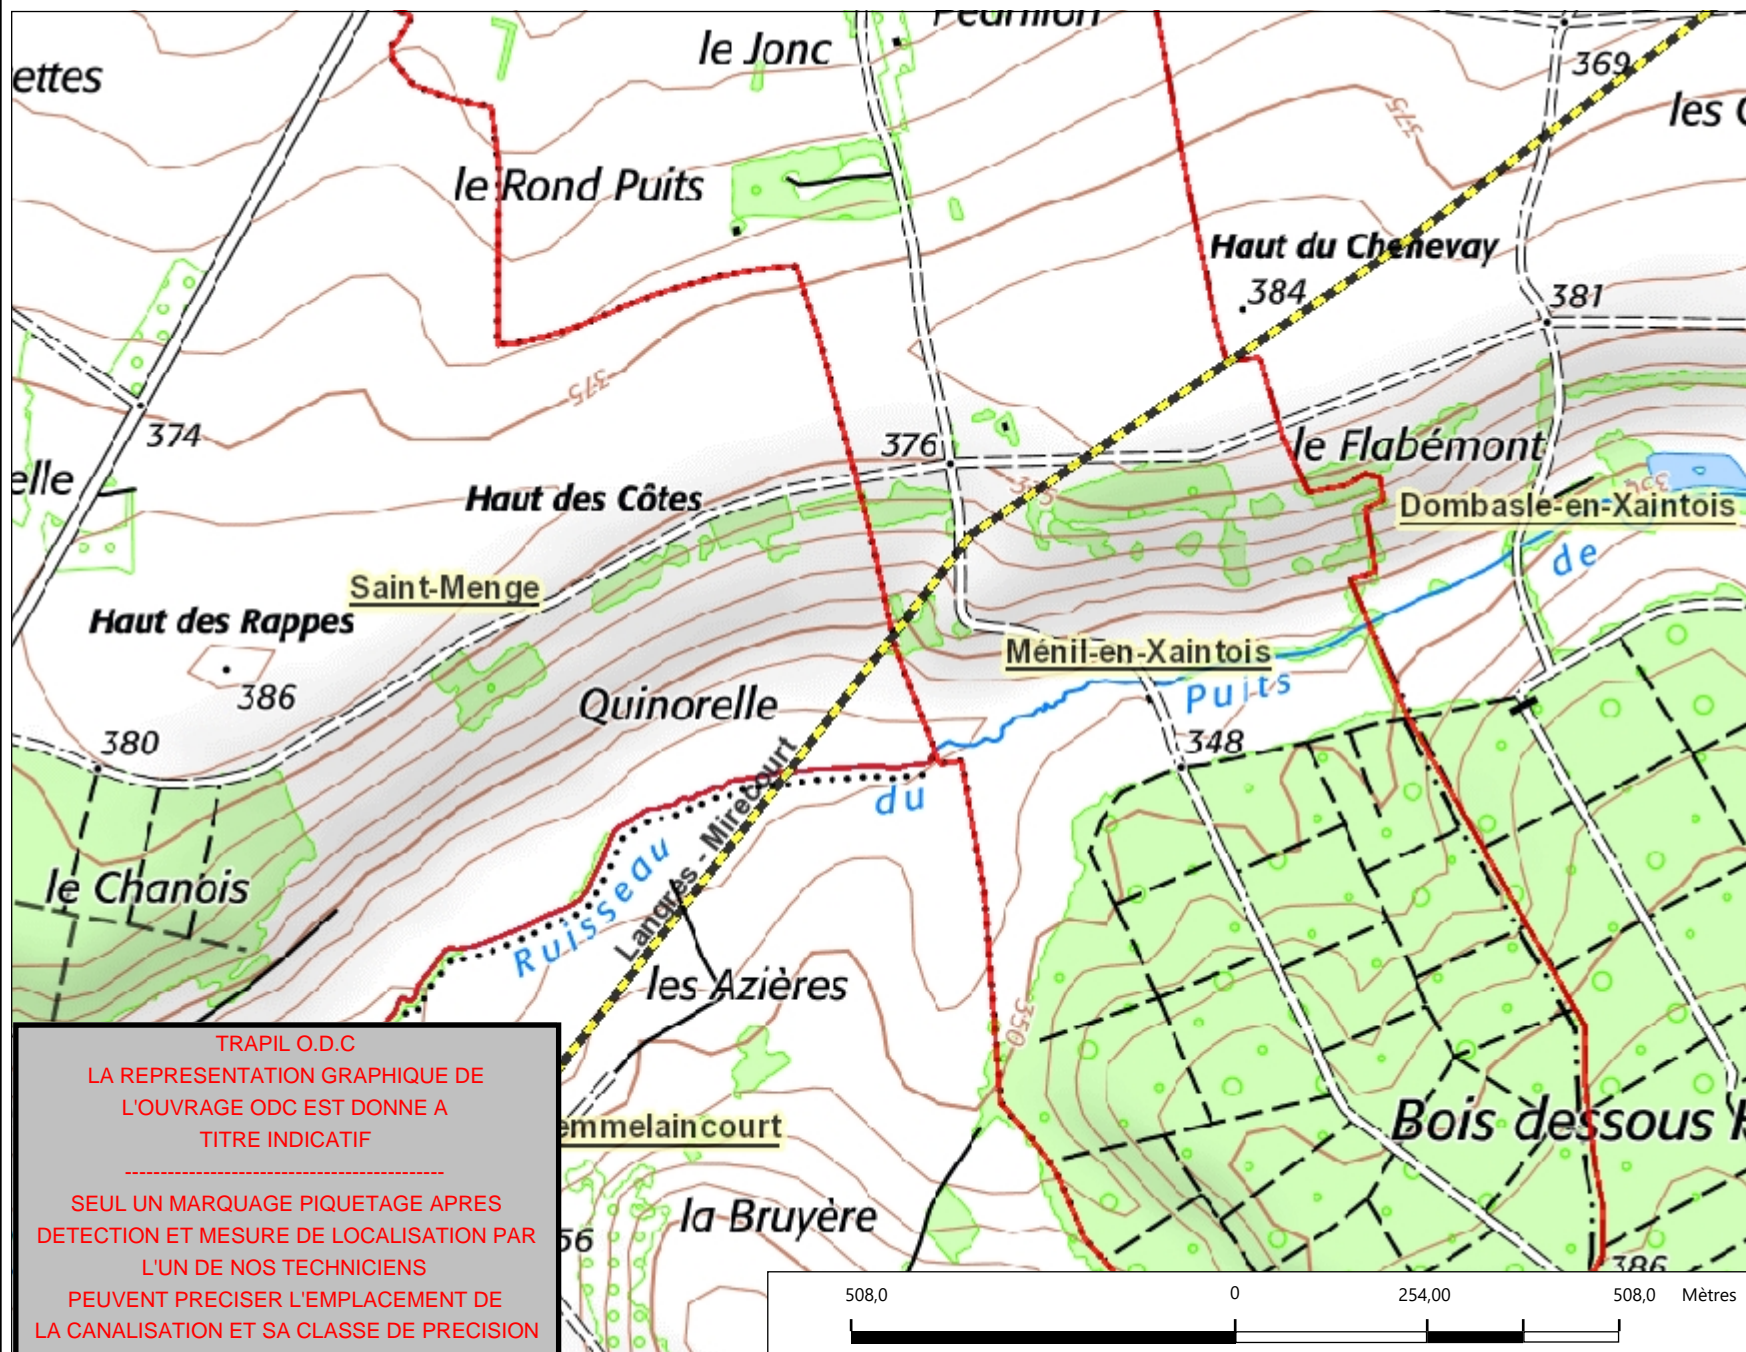 le Jonc
ettes
369
375
le Rond Puits
Haut du Chenevay
384
381
375
374
376
le Flabémont
elle
Haut des Côtes
Dombasle-en-Xaintois
de
Saint-Menge
Haut des Rappes
386
Ménil-en-Xaintois
Puits
Quinorelle
380
348
du
Langres - Mirecourt
le Chanois
Ruisseau
les Azières
350
TRAPIL O.D.C
LA REPRESENTATION GRAPHIQUE DE
L'OUVRAGE ODC EST DONNE A
TITRE INDICATIF
--------------------------------------------
SEUL UN MARQUAGE PIQUETAGE APRES
DETECTION ET MESURE DE LOCALISATION PAR
L'UN DE NOS TECHNICIENS
PEUVENT PRECISER L'EMPLACEMENT DE
LA CANALISATION ET SA CLASSE DE PRECISION
emmelaincourt
Bois dessous
la Bruyère
56
386
508,0 0 254,00 508,0 Mètres